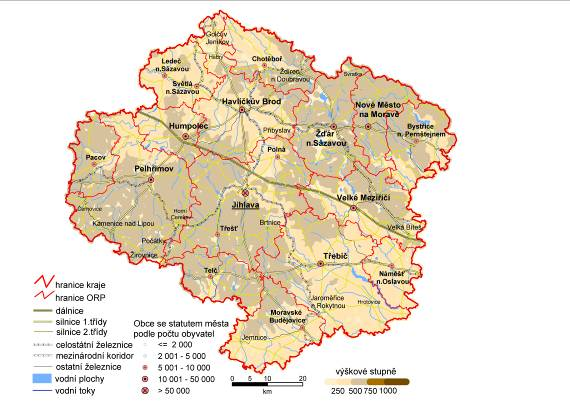 Golčův
Jeníkov
Habry
Chotěboř
Ledeč
n.Sázavou
Ždírec
n.Doubravou
Svratka
Světlá
n.Sázavou
Havlíčkův Brod
Nové Město
na Moravě
Humpolec
Přibyslav
Žďár
n.Sázavou
Bystřice
n. Pernštejnem
Polná
Pacov
Pelhřimov
Jihlava
Velké Meziříčí
Černovice
Horní
Cerekev
Kamenice nad Lipou
Třešť
Brtnice
Velká Bíteš
Počátky
Žirovnice
Třebíč
Telč
Náměšť
n.Oslavou
Jaroměřice
n.Rokytnou
Hrotovice
Moravské
Budějovice
Jemnice
hranice kraje
hranice ORP
dálnice
silnice 1.třídy
silnice 2.třídy
celostátní železnice
mezinárodní koridor
ostatní železnice
vodní plochy
vodní toky
Obce se statutem města
podle počtu obyvatel
<= 2 000
2 001 - 5 000
5 001 - 10 000
10 001 - 50 000
> 50 000
0 5 10 20
km
výškové stupně
250 500 750 1000